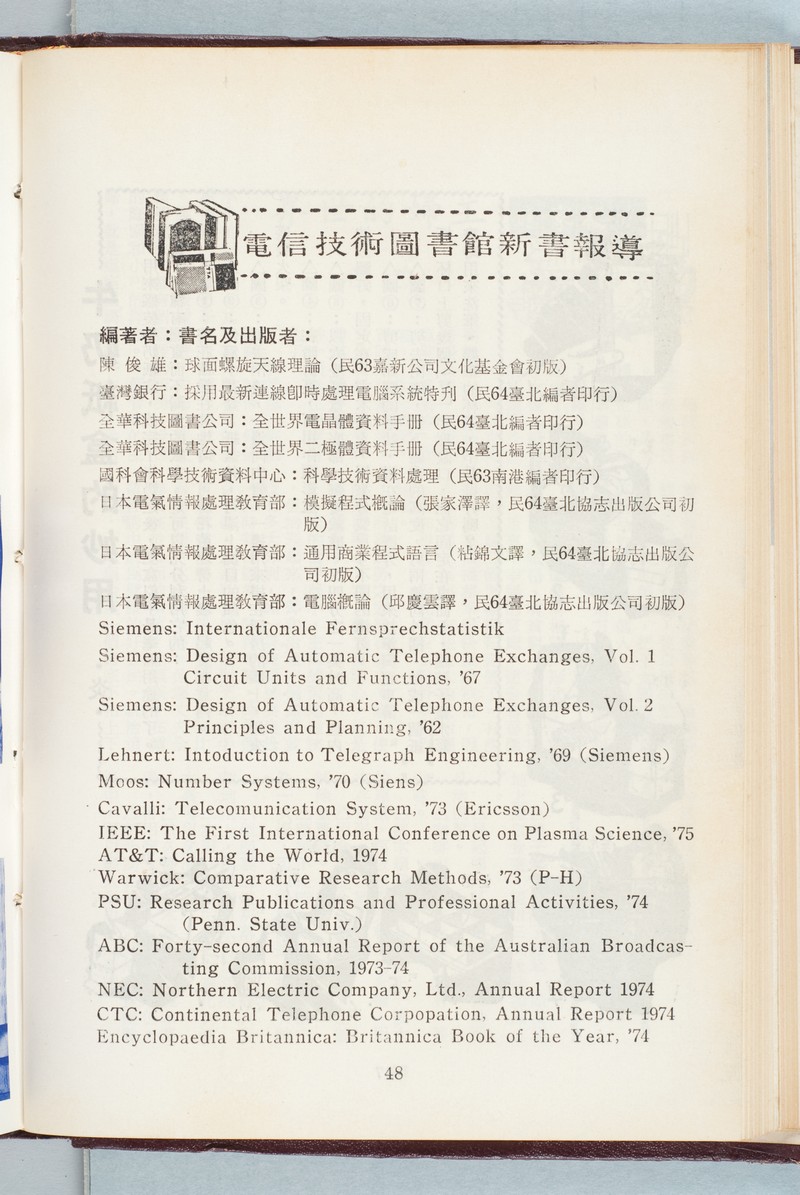 電信技術圖書館新書報導
編著者：書名及出版者：
陳俊雄：球面螺旋天線理論（民63嘉新公司文化基金會初版）
臺灣銀行：採用最新連線卽時處理電腦系統特刋（民64臺北編者印行）
全華科技圖書公司：全世界電晶體資料手册（民64臺北編者印行）
全華科技圖書公司：全世界二極體資料手册（民64臺北編者印行）
國科會科學技術資料中心：科學技術資料處理（民63南港編者印行）
日本電氣情報處理敎育部：模擬程式槪論（張家澤譯，民64臺北協志出版公司初
版）
日本電氣情報處理敎育部：通用商業程式語言（粘錦文譯，民64臺北協志出版公
司初版）
日本電氣情報處理敎育部：電腦槪論（邱慶雲譯，民64臺北協志出版公司初版）
Siemens: Internationale Fernsprechstatistik
Siemens: Design of Automatic Telephone Exchanges, Vol. 1
Circuit Units and Functions, ’67
Siemens: Design of Automatic Telephone Exchanges, Vol. 2
Principles and Planning, ’62
Lehnert: Intoduction to Telegraph Engineering, ’69 (Siemens)
Moos: Number Systems, ’70 (Siens)
Cavalli: Telecomunication System, ’73 (Ericsson)
IEEE: The First International Conference on Plasma Science, ’75
AT&T: Calling the World, 1974
Warwick: Comparative Research Methods, ’73 (P-H)
PSU: Research Publications and Professional Activities, ’74
(Penn. State Univ.)
ABC: Forty-second Annual Report of the Australian Broadcas-
ting Commission, 1973-74
NEC: Northern Electric Company, Ltd., Annual Report 1974
CTC: Continental Telephone Corpopation, Annual Report 1974
Encyclopaedia Britannica: Britannica Book of the Year, ’74
48